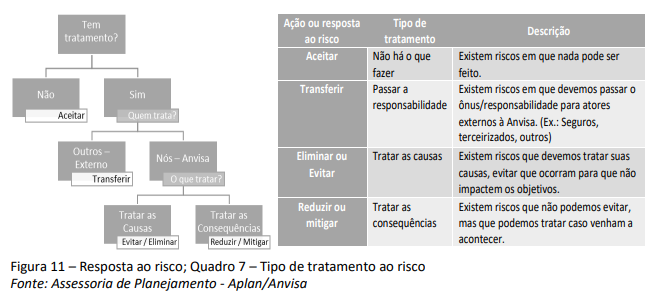 Tem
tratamento?
Não
Aceitar
Sim
Quem trata?
Outros –
Externo
Transferir
Nós – Anvisa
O que tratar?
Tratar as
Causas
Evitar / Eliminar
Tratar as
Consequências
Reduzir / Mitigar
Ação ou resposta
ao risco
Tipo de
tratamento
Descrição
Aceitar
Não há o que
fazer
Existem riscos em que nada pode ser
feito.
Transferir
Passar a
responsabilidade
Existem riscos em que devemos passar o
ônus/responsabilidade para atores
externos à Anvisa. (Ex.: Seguros,
terceirizados, outros)
Eliminar ou
Evitar
Tratar as causas
Existem riscos que devemos tratar suas
causas, evitar que ocorram para que não
impactem os objetivos.
Reduzir ou
mitigar
Tratar as
consequências
Existem riscos que não podemos evitar,
mas que podemos tratar caso venham a
acontecer.
Figura 11 – Resposta ao risco; Quadro 7 – Tipo de tratamento ao risco
Fonte: Assessoria de Planejamento - Aplan/Anvisa